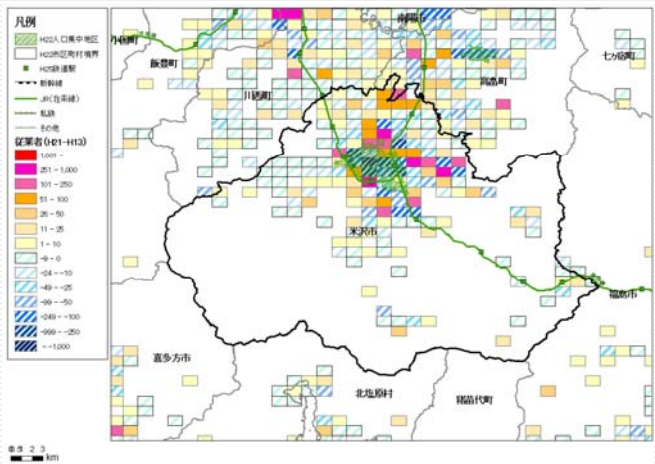 凡例
H22人口集中地区
H22市区町村境界
H25鉄道駅
新幹線
JR(在来線)
私鉄
その他
従業者(H21-H13)
1,001 -
251 - 1,000
101 - 250
51 - 100
26 - 50
11 - 25
1 - 10
-9 - 0
-24 - -10
-49 - -25
-99 - -50
-249 - -100
-999 - -250
- -1,000
小国町
飯豊町
川西町
南陽市
高畠町
七ヶ宿町
米沢市
福島市
喜多方市
北塩原村
猪苗代町
2 3
km